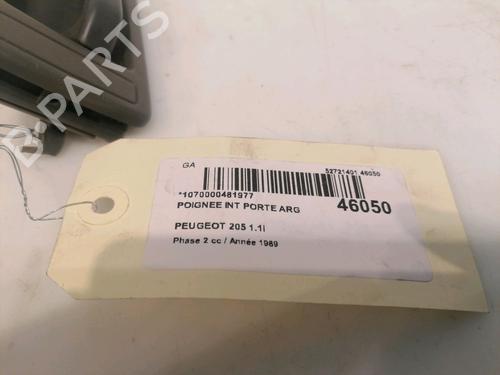 GA 52721401 46050
*1070000481977
POIGNEE INT PORTE ARG 46050
PEUGEOT 205 1.1i
Phase 2 cc / Année 1989
B-PARTS